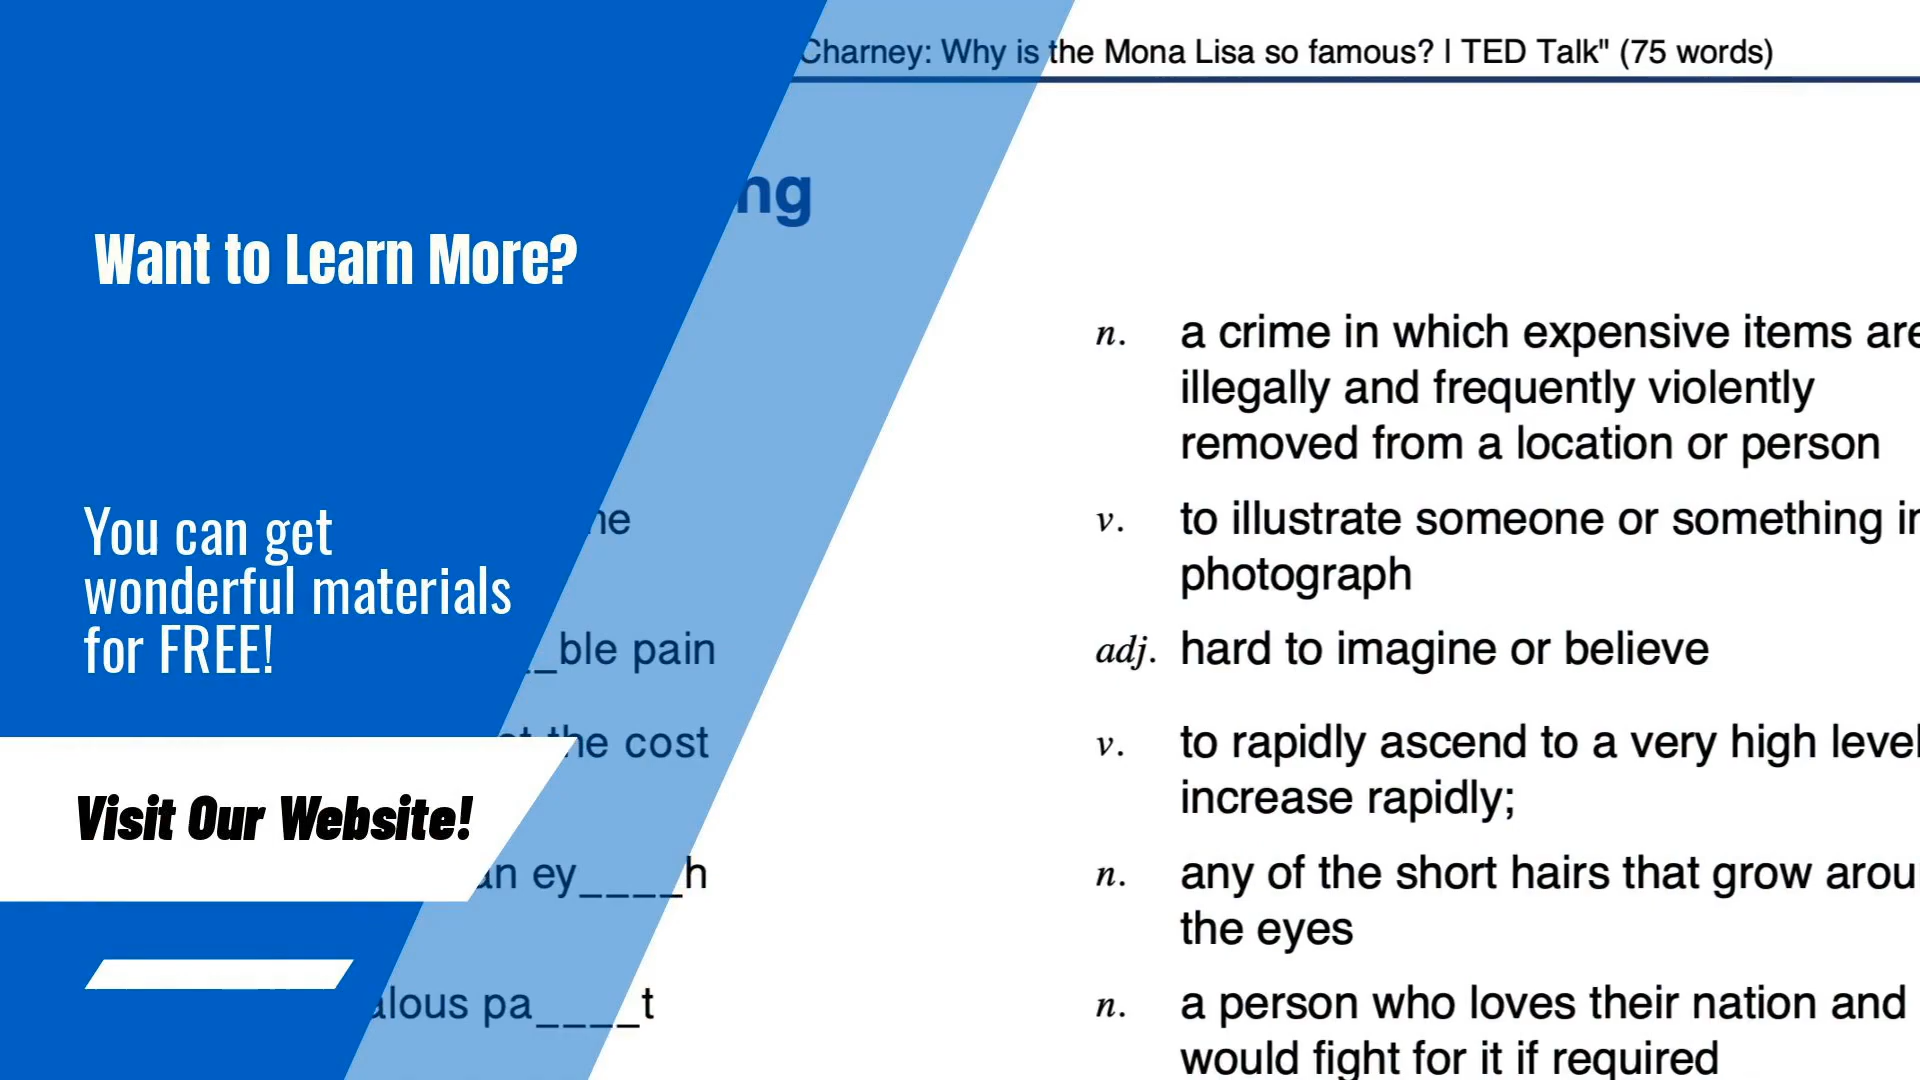 Charney: Why is the Mona Lisa so famous? | TED Talk" (75 words)
ng
Want to Learn More?
You can get
wonderful materials
for FREE!
Visit Our Website!
n. a crime in which expensive items are
illegally and frequently violently
removed from a location or person
v. to illustrate someone or something in
photograph
_ble pain
adj. hard to imagine or believe
the cost
v. to rapidly ascend to a very high level
increase rapidly;
an ey____h
n. any of the short hairs that grow arou
the eyes
alous pa____t
n. a person who loves their nation and
would fight for it if required